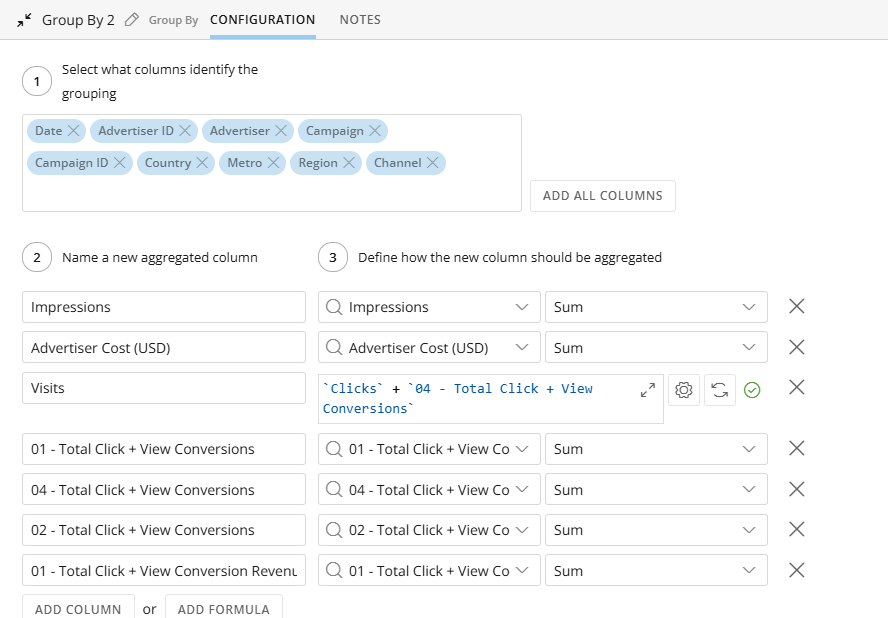 Group By 2 Group By CONFIGURATION NOTES
1 Select what columns identify the
grouping
Date Advertiser ID Advertiser Campaign
Campaign ID Country Metro Region Channel
ADD ALL COLUMNS
2 Name a new aggregated column 3 Define how the new column should be aggregated
Impressions Impressions Sum
Advertiser Cost (USD) Advertiser Cost (USD) Sum
Visits `Clicks` + `04 - Total Click + View
Conversions`
01 - Total Click + View Conversions 01 - Total Click + View Co Sum
04 - Total Click + View Conversions 04 - Total Click + View Co Sum
02 - Total Click + View Conversions 02 - Total Click + View Co Sum
01 - Total Click + View Conversion Revenu 01 - Total Click + View Co Sum
ADD COLUMN or ADD FORMULA